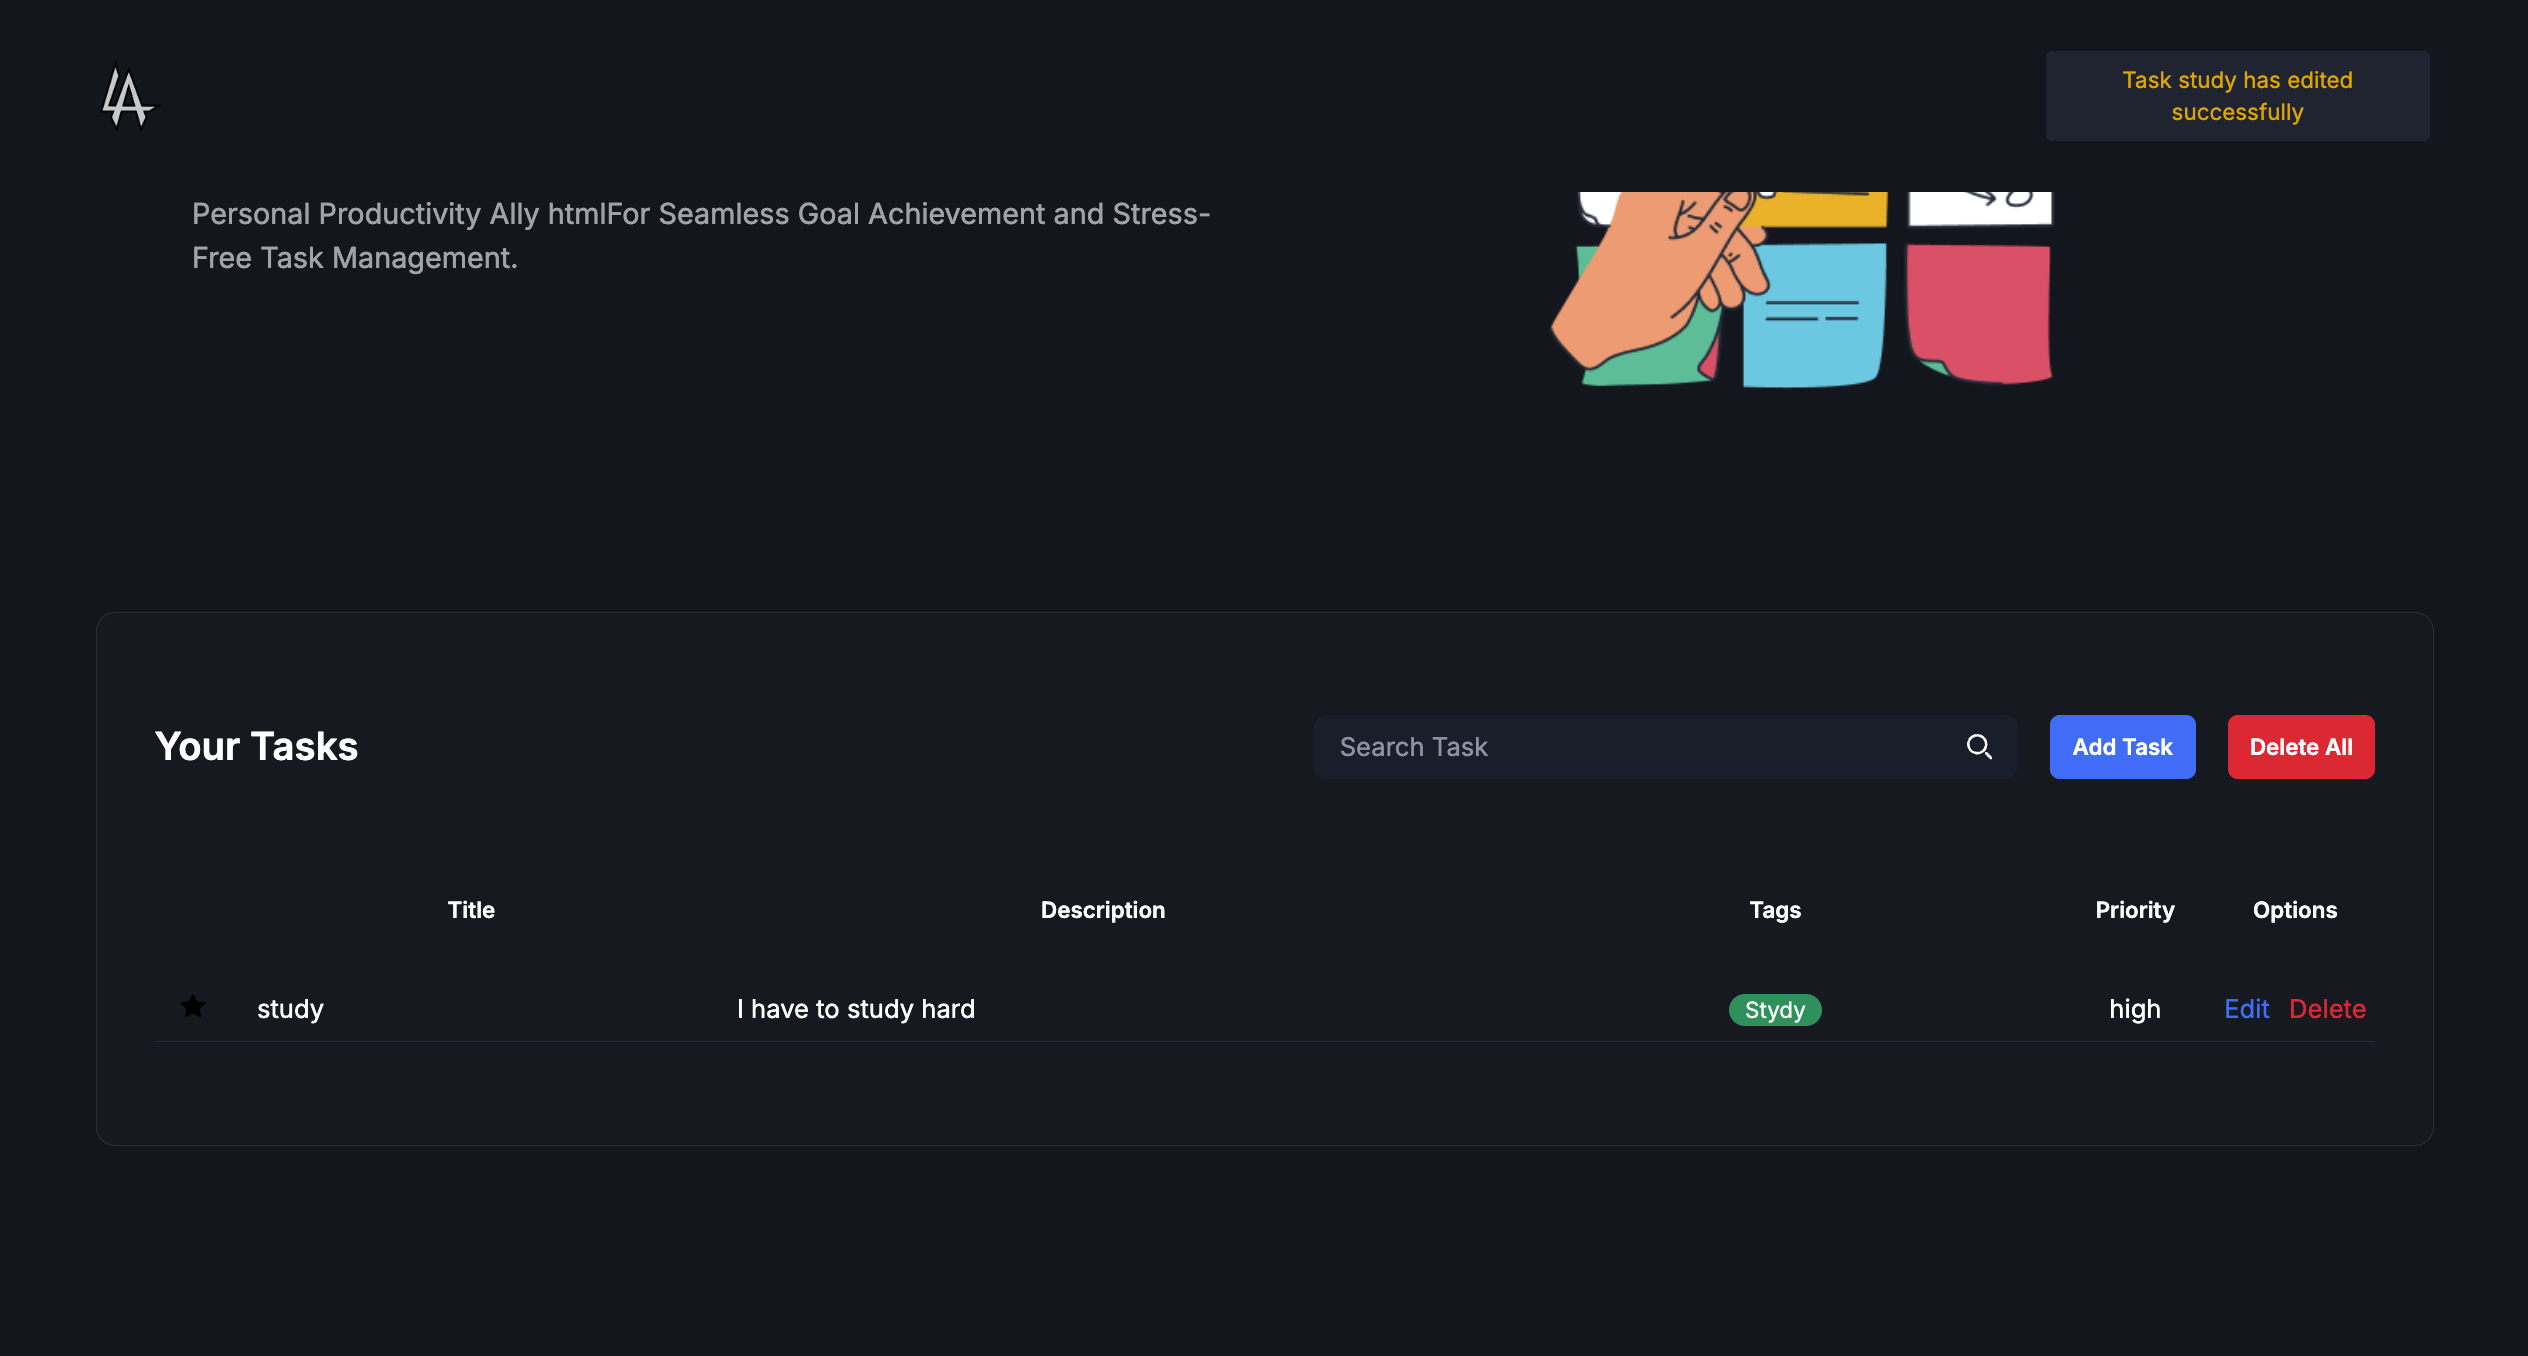 Task study has edited
successfully
Personal Productivity Ally htmlFor Seamless Goal Achievement and Stress-
Free Task Management.
Your Tasks
Search Task
Add Task
Delete All
Title Description Tags Priority Options
study I have to study hard Stydy high Edit Delete